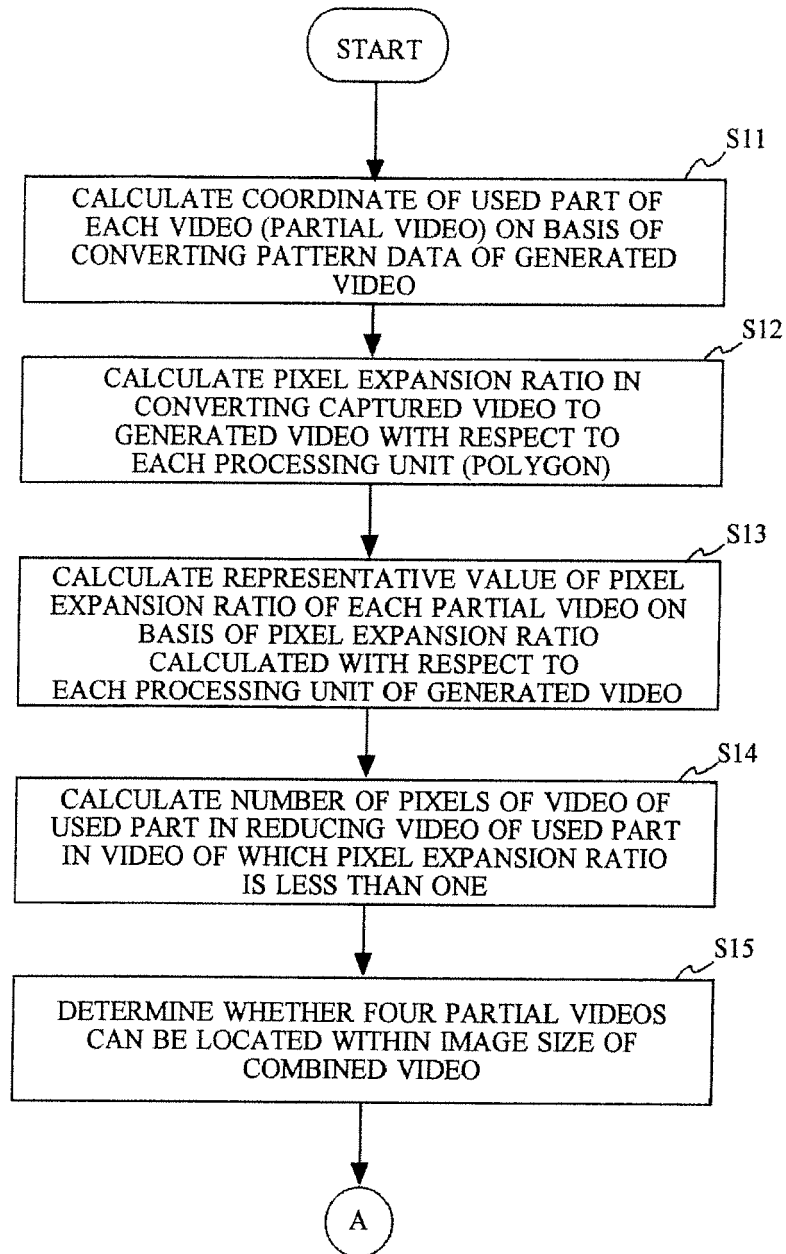 START
S11
CALCULATE COORDINATE OF USED PART OF
EACH VIDEO (PARTIAL VIDEO) ON BASIS OF
CONVERTING PATTERN DATA OF GENERATED
VIDEO
S12
CALCULATE PIXEL EXPANSION RATIO IN
CONVERTING CAPTURED VIDEO TO
GENERATED VIDEO WITH RESPECT TO
EACH PROCESSING UNIT (POLYGON)
S13
CALCULATE REPRESENTATIVE VALUE OF PIXEL
EXPANSION RATIO OF EACH PARTIAL VIDEO ON
BASIS OF PIXEL EXPANSION RATIO
CALCULATED WITH RESPECT TO
EACH PROCESSING UNIT OF GENERATED VIDEO
S14
CALCULATE NUMBER OF PIXELS OF VIDEO OF
USED PART IN REDUCING VIDEO OF USED PART
IN VIDEO OF WHICH PIXEL EXPANSION RATIO
IS LESS THAN ONE
S15
DETERMINE WHETHER FOUR PARTIAL VIDEOS
CAN BE LOCATED WITHIN IMAGE SIZE OF
COMBINED VIDEO
A